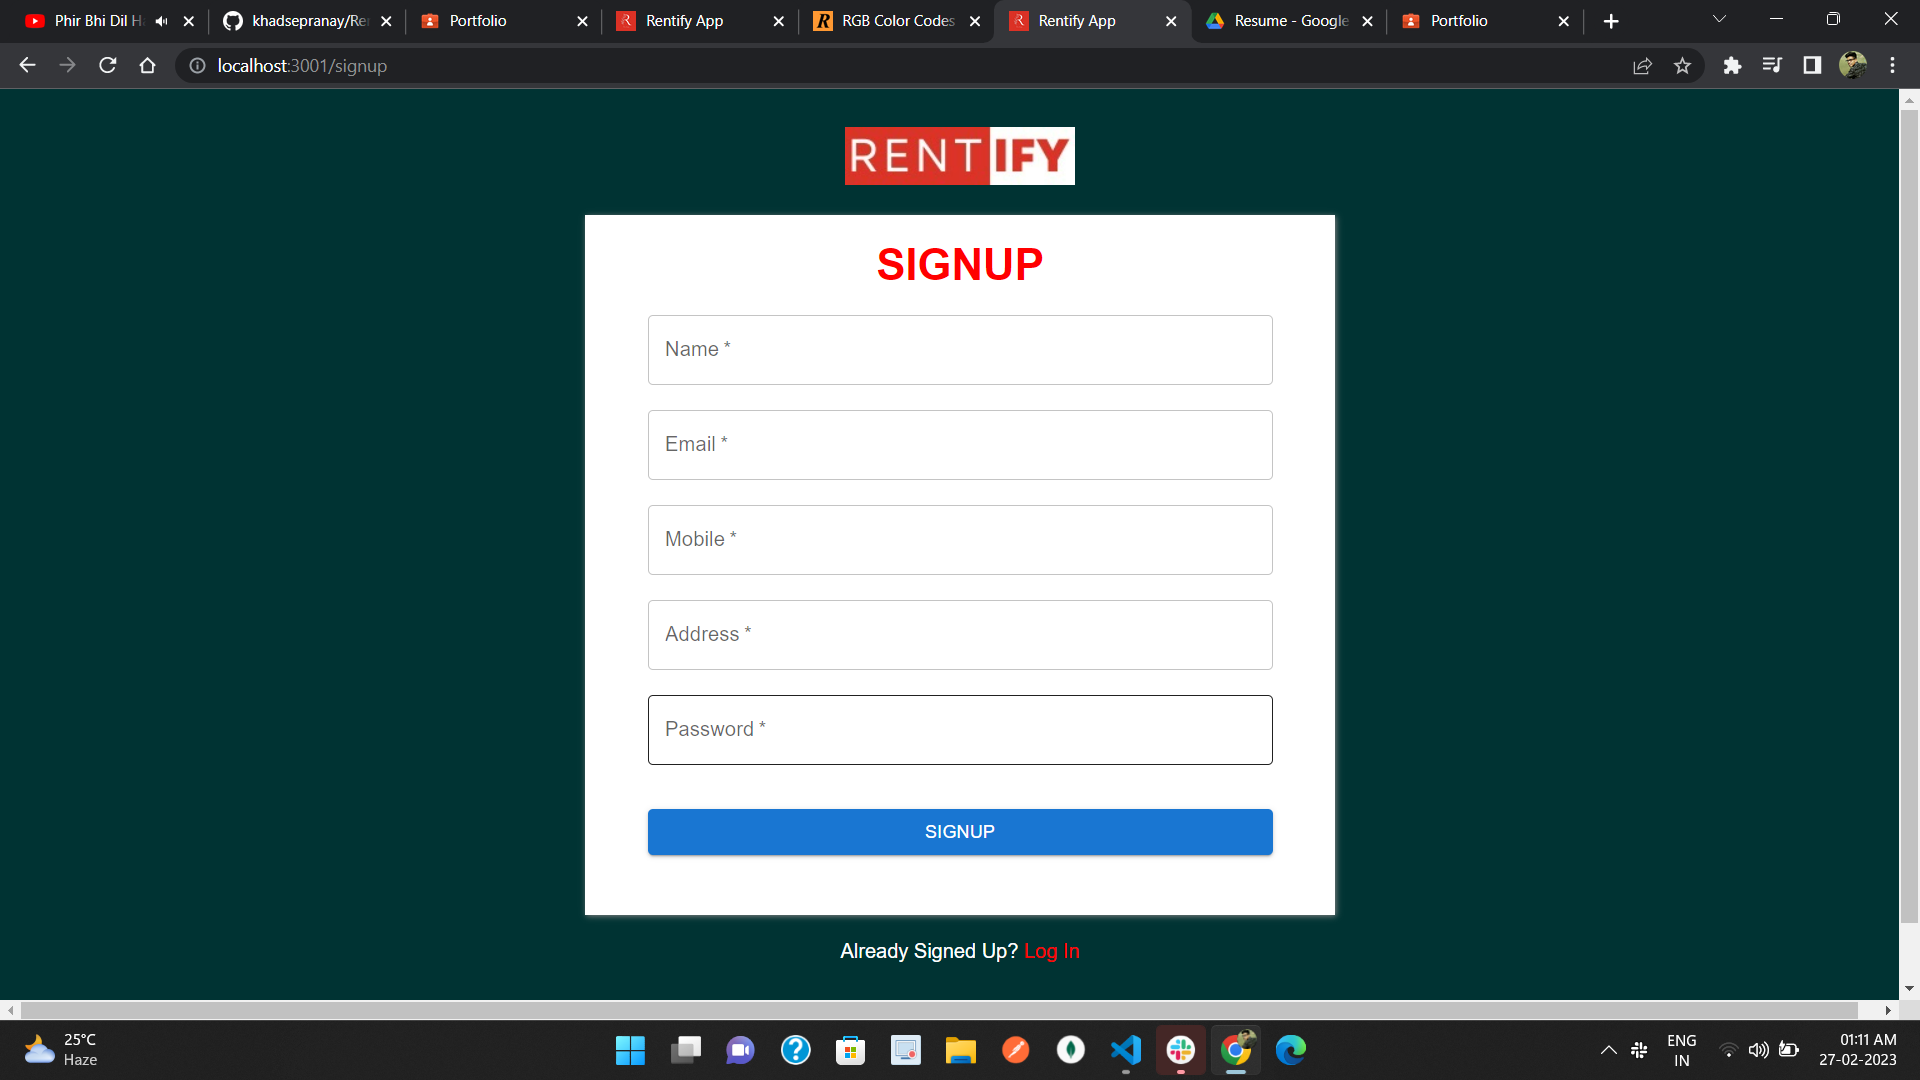 Phir Bhi Dil H
khadsepranay/Re
Portfolio
Rentify App
RGB Color Codes
Rentify App
Resume - Google
Portfolio
localhost:3001/signup
RENTIFY
SIGNUP
Name *
Email *
Mobile *
Address *
Password *
SIGNUP
Already Signed Up? Log In
25°C
Haze
ENG
IN
01:11 AM
27-02-2023